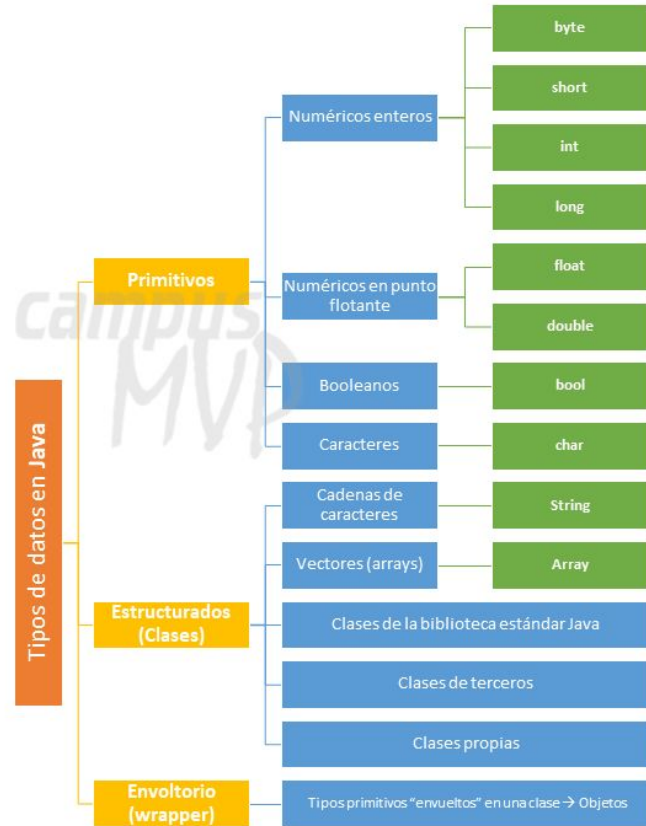 Tipos de datos en Java
Primitivos
Numéricos enteros
byte
short
int
long
Numéricos en punto
flotante
float
double
Booleanos
bool
Caracteres
char
Estructurados
(Clases)
Cadenas de
caracteres
String
Vectores (arrays)
Array
Clases de la biblioteca estándar Java
Clases de terceros
Clases propias
Envoltorio
(wrapper)
Tipos primitivos “envueltos” en una clase → Objetos
campus
MVP